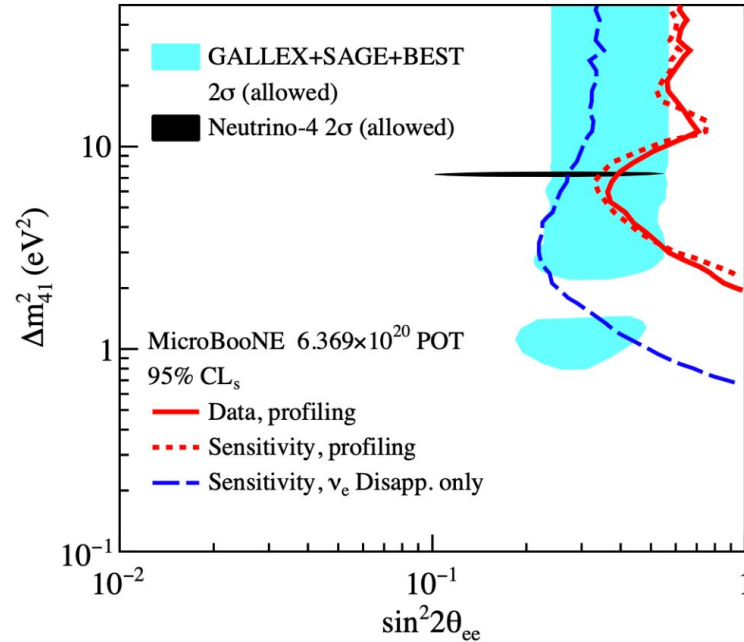 GALLEX+SAGE+BEST
2σ (allowed)
Neutrino-4 2σ (allowed)
10
Δm²₄₁ (eV²)
1
MicroBooNE 6.369×10²⁰ POT
95% CLₛ
Data, profiling
Sensitivity, profiling
Sensitivity, νₑ Disapp. only
10⁻¹
10⁻² 10⁻¹ 1
sin²2θₑₑ